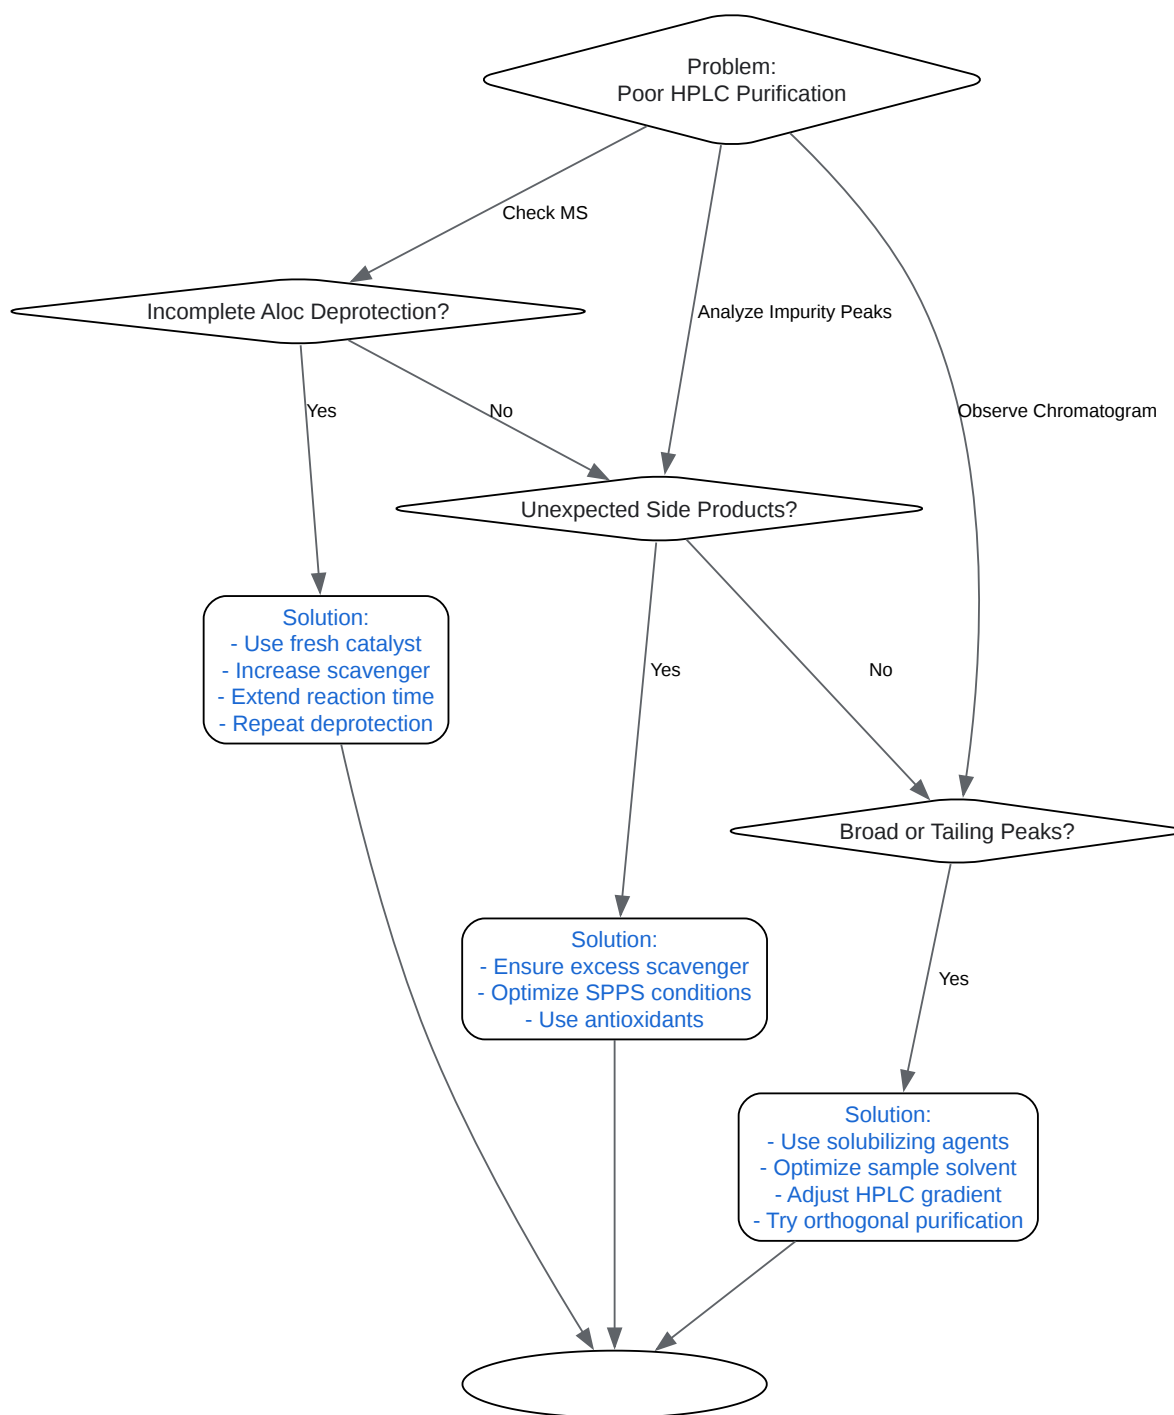 Problem:
Poor HPLC Purification
Check MS
Incomplete Aloc Deprotection?
Analyze Impurity Peaks
Yes
No
Observe Chromatogram
Unexpected Side Products?
Solution:
- Use fresh catalyst
- Increase scavenger
- Extend reaction time
- Repeat deprotection
Yes
No
Broad or Tailing Peaks?
Solution:
- Ensure excess scavenger
- Optimize SPPS conditions
- Use antioxidants
Yes
Solution:
- Use solubilizing agents
- Optimize sample solvent
- Adjust HPLC gradient
- Try orthogonal purification